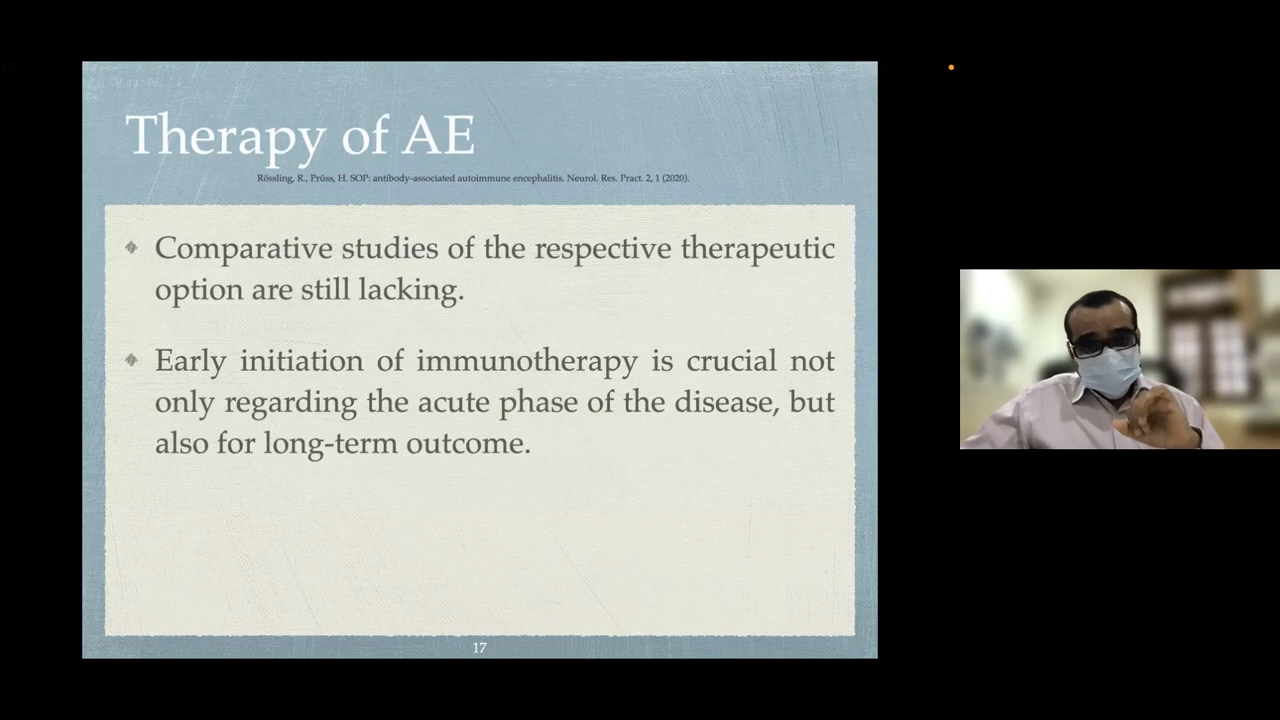 Therapy of AE
Rössling, R., Prüss, H. SOP: antibody-associated autoimmune encephalitis. Neurol. Res. Pract. 2, 1 (2020).
Comparative studies of the respective therapeutic
option are still lacking.
Early initiation of immunotherapy is crucial not
only regarding the acute phase of the disease, but
also for long-term outcome.
17